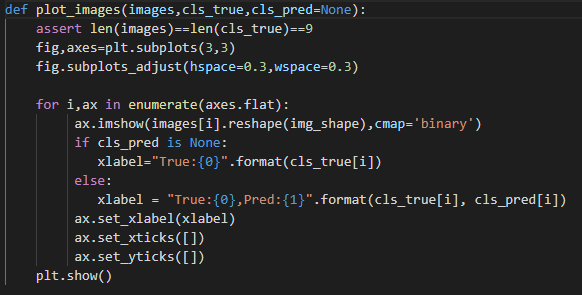 def plot_images(images,cls_true,cls_pred=None):
    assert len(images)==len(cls_true)==9
    fig,axes=plt.subplots(3,3)
    fig.subplots_adjust(hspace=0.3,wspace=0.3)

    for i,ax in enumerate(axes.flat):
         ax.imshow(images[i].reshape(img_shape),cmap='binary')
         if cls_pred is None:
            xlabel="True:{0}".format(cls_true[i])
         else:
            xlabel = "True:{0},Pred:{1}".format(cls_true[i], cls_pred[i])
         ax.set_xlabel(xlabel)
         ax.set_xticks([])
         ax.set_yticks([])
    plt.show()